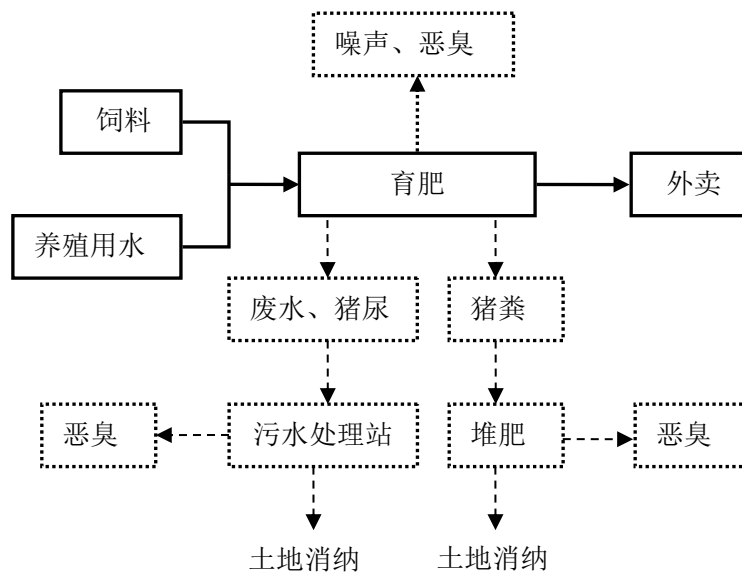 噪声、恶臭
饲料
育肥
外卖
养殖用水
废水、猪尿
猪粪
恶臭
污水处理站
堆肥
恶臭
土地消纳
土地消纳